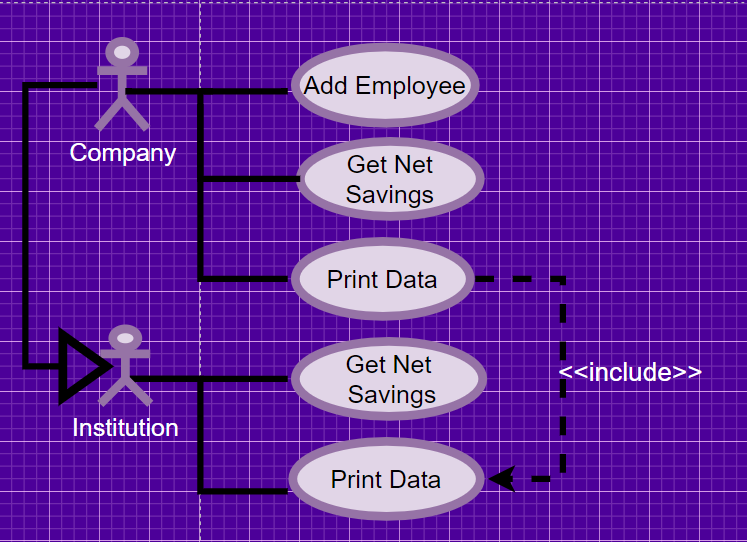 Add Employee
Company
Get Net
Savings
Print Data
Get Net
Savings
<<include>>
Institution
Print Data